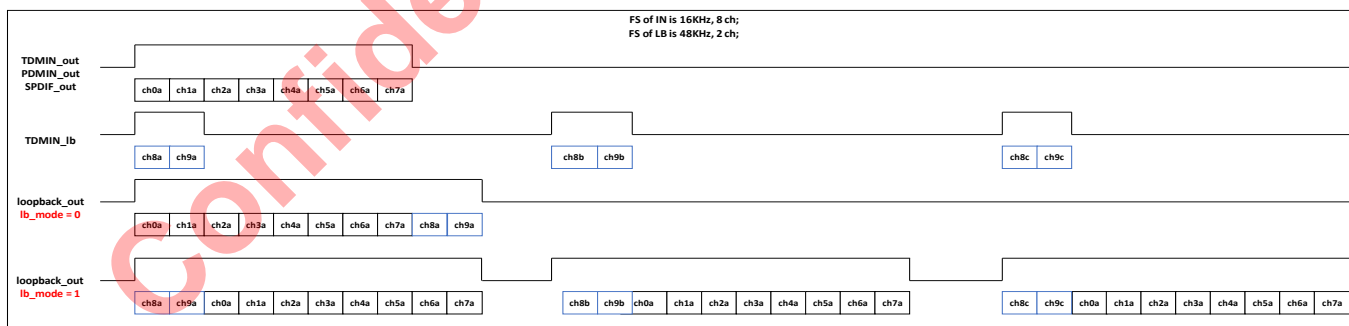 FS of IN is 16KHz, 8 ch;
FS of LB is 48KHz, 2 ch;
TDMIN_out
PDMIN_out
SPDIF_out
ch0a ch1a ch2a ch3a ch4a ch5a ch6a ch7a
TDMIN_lb
ch8a ch9a ch8b ch9b ch8c ch9c
loopback_out
lb_mode = 0
ch0a ch1a ch2a ch3a ch4a ch5a ch6a ch7a ch8a ch9a
loopback_out
lb_mode = 1
ch8a ch9a ch0a ch1a ch2a ch3a ch4a ch5a ch6a ch7a ch8b ch9b ch0a ch1a ch2a ch3a ch4a ch5a ch6a ch7a ch8c ch9c ch0a ch1a ch2a ch3a ch4a ch5a ch6a ch7a
Confide